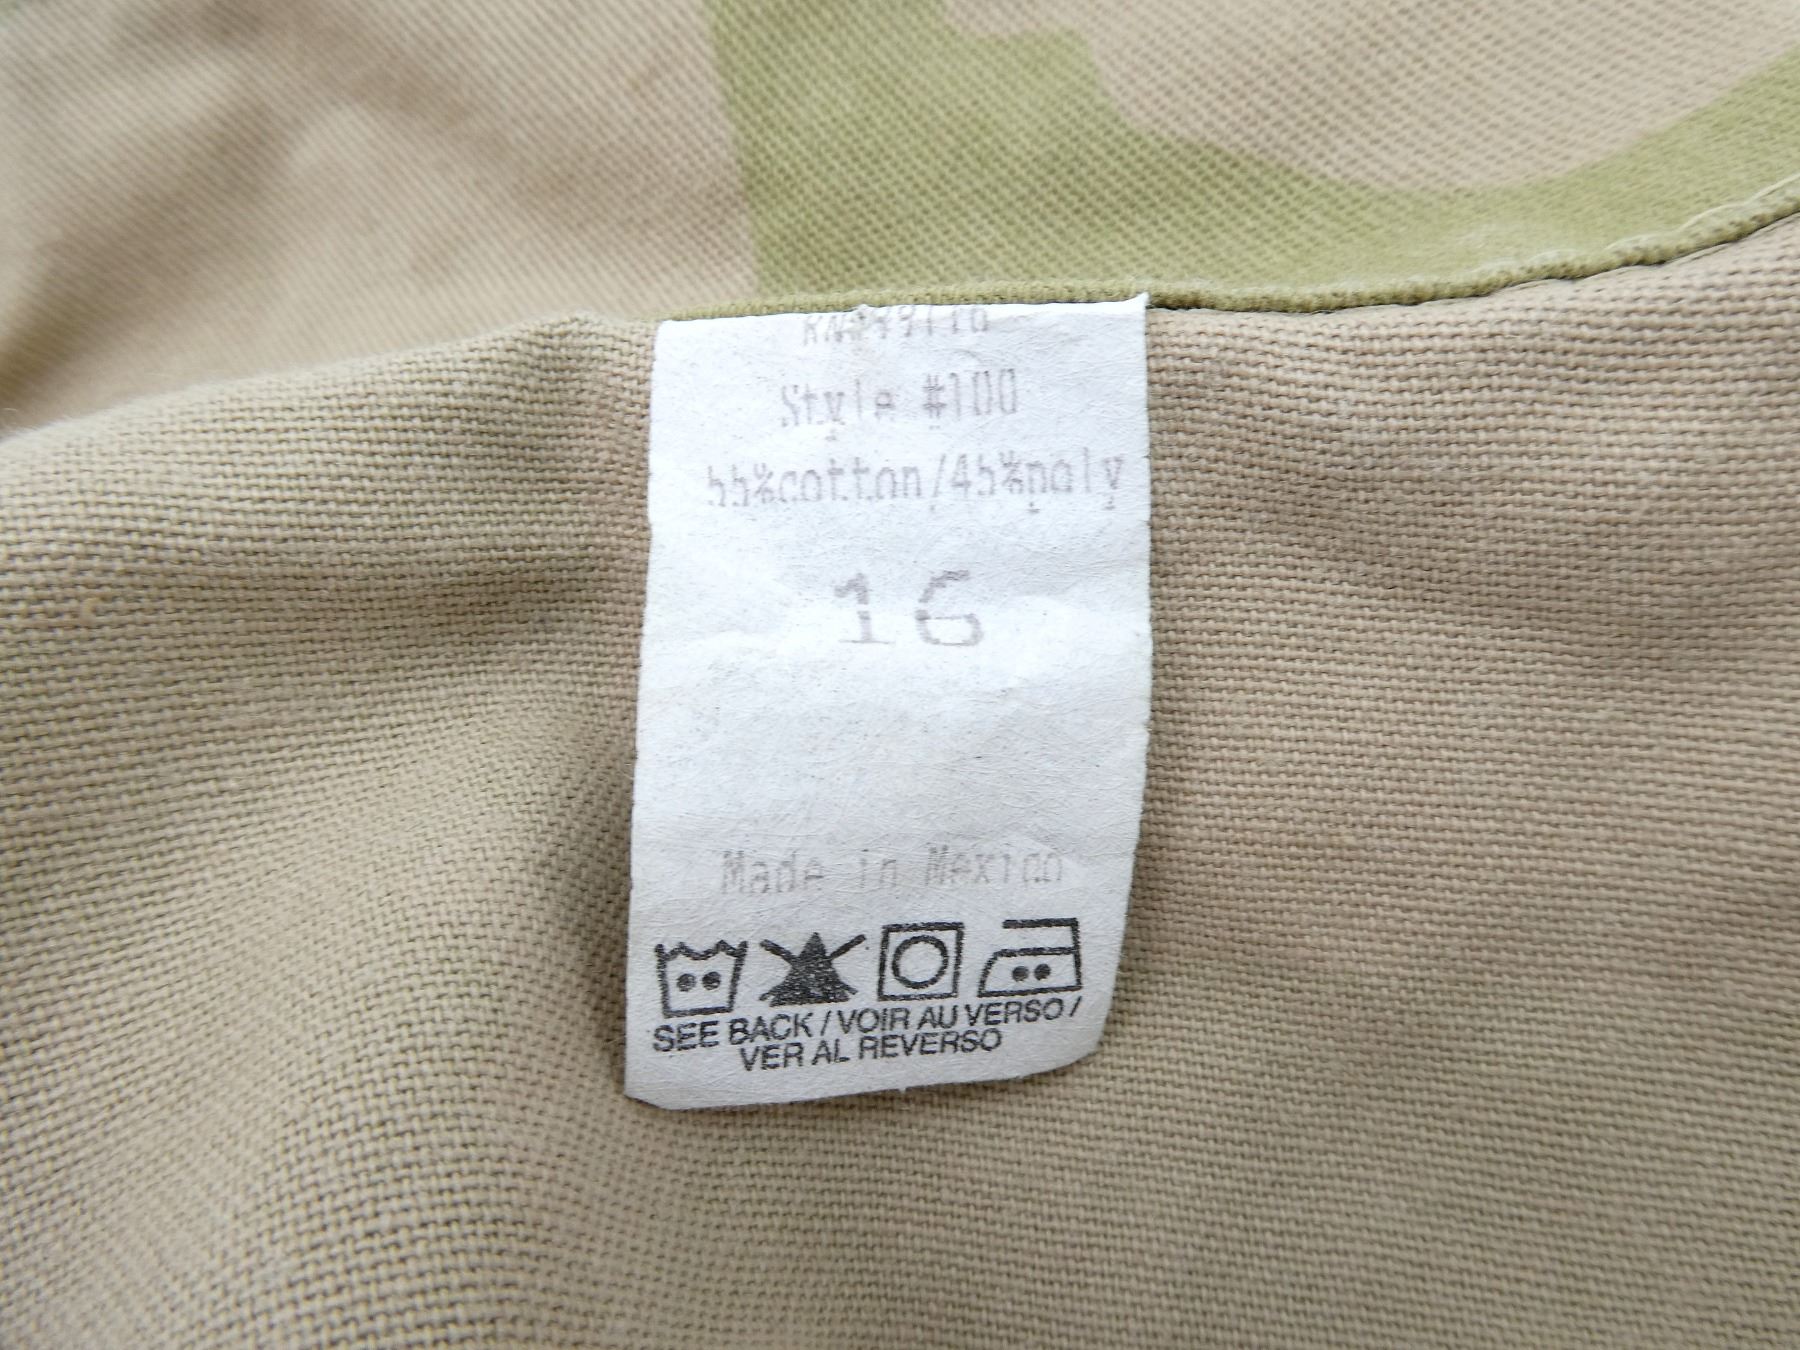 Style #100
55%cotton/45%poly
16
Made in Mexico
SEE BACK / VOIR AU VERSO /
VER AL REVERSO